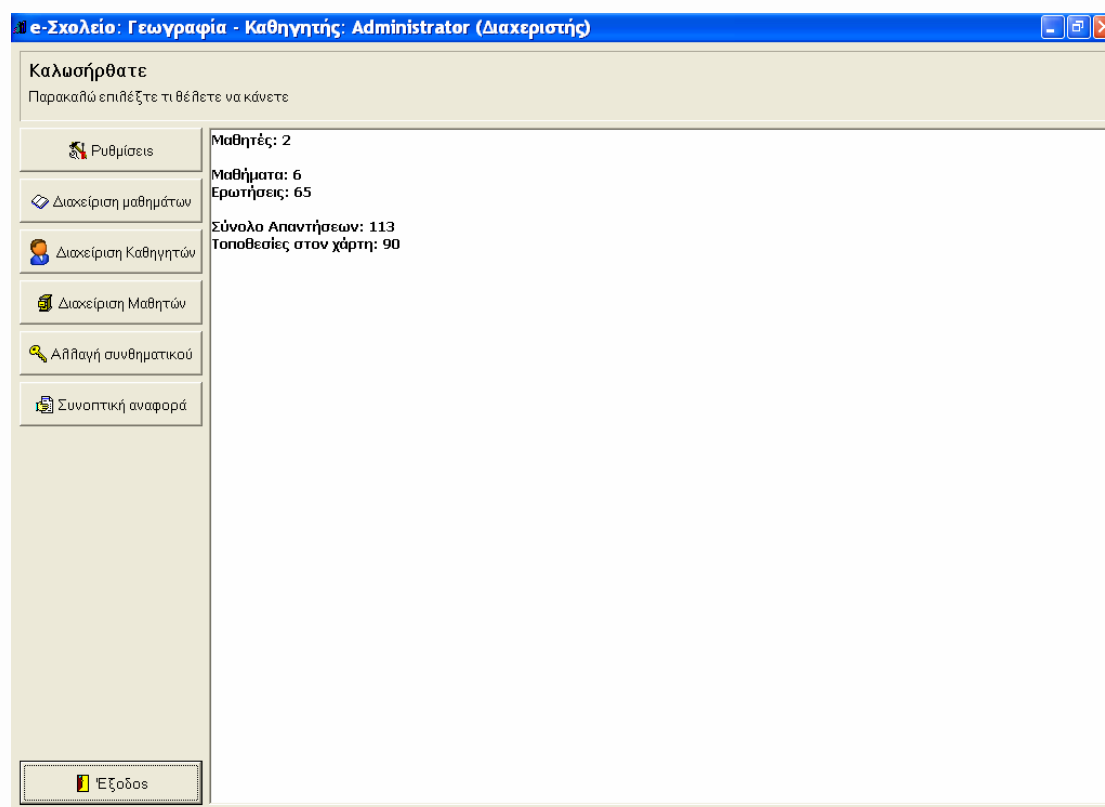 e-Σχολείο: Γεωγραφία - Καθηγητής: Administrator (Διαχεριστής)
Καλωσήρθατε
Παρακαλώ επιλέξτε τι θέλετε να κάνετε
Ρυθμίσεις
Διαχείριση μαθημάτων
Διαχείριση Καθηγητών
Διαχείριση Μαθητών
Αλλαγή συνθηματικού
Συνοπτική αναφορά
Έξοδος
Μαθητές: 2
Μαθήματα: 6
Ερωτήσεις: 65
Σύνολο Απαντήσεων: 113
Τοποθεσίες στον χάρτη: 90